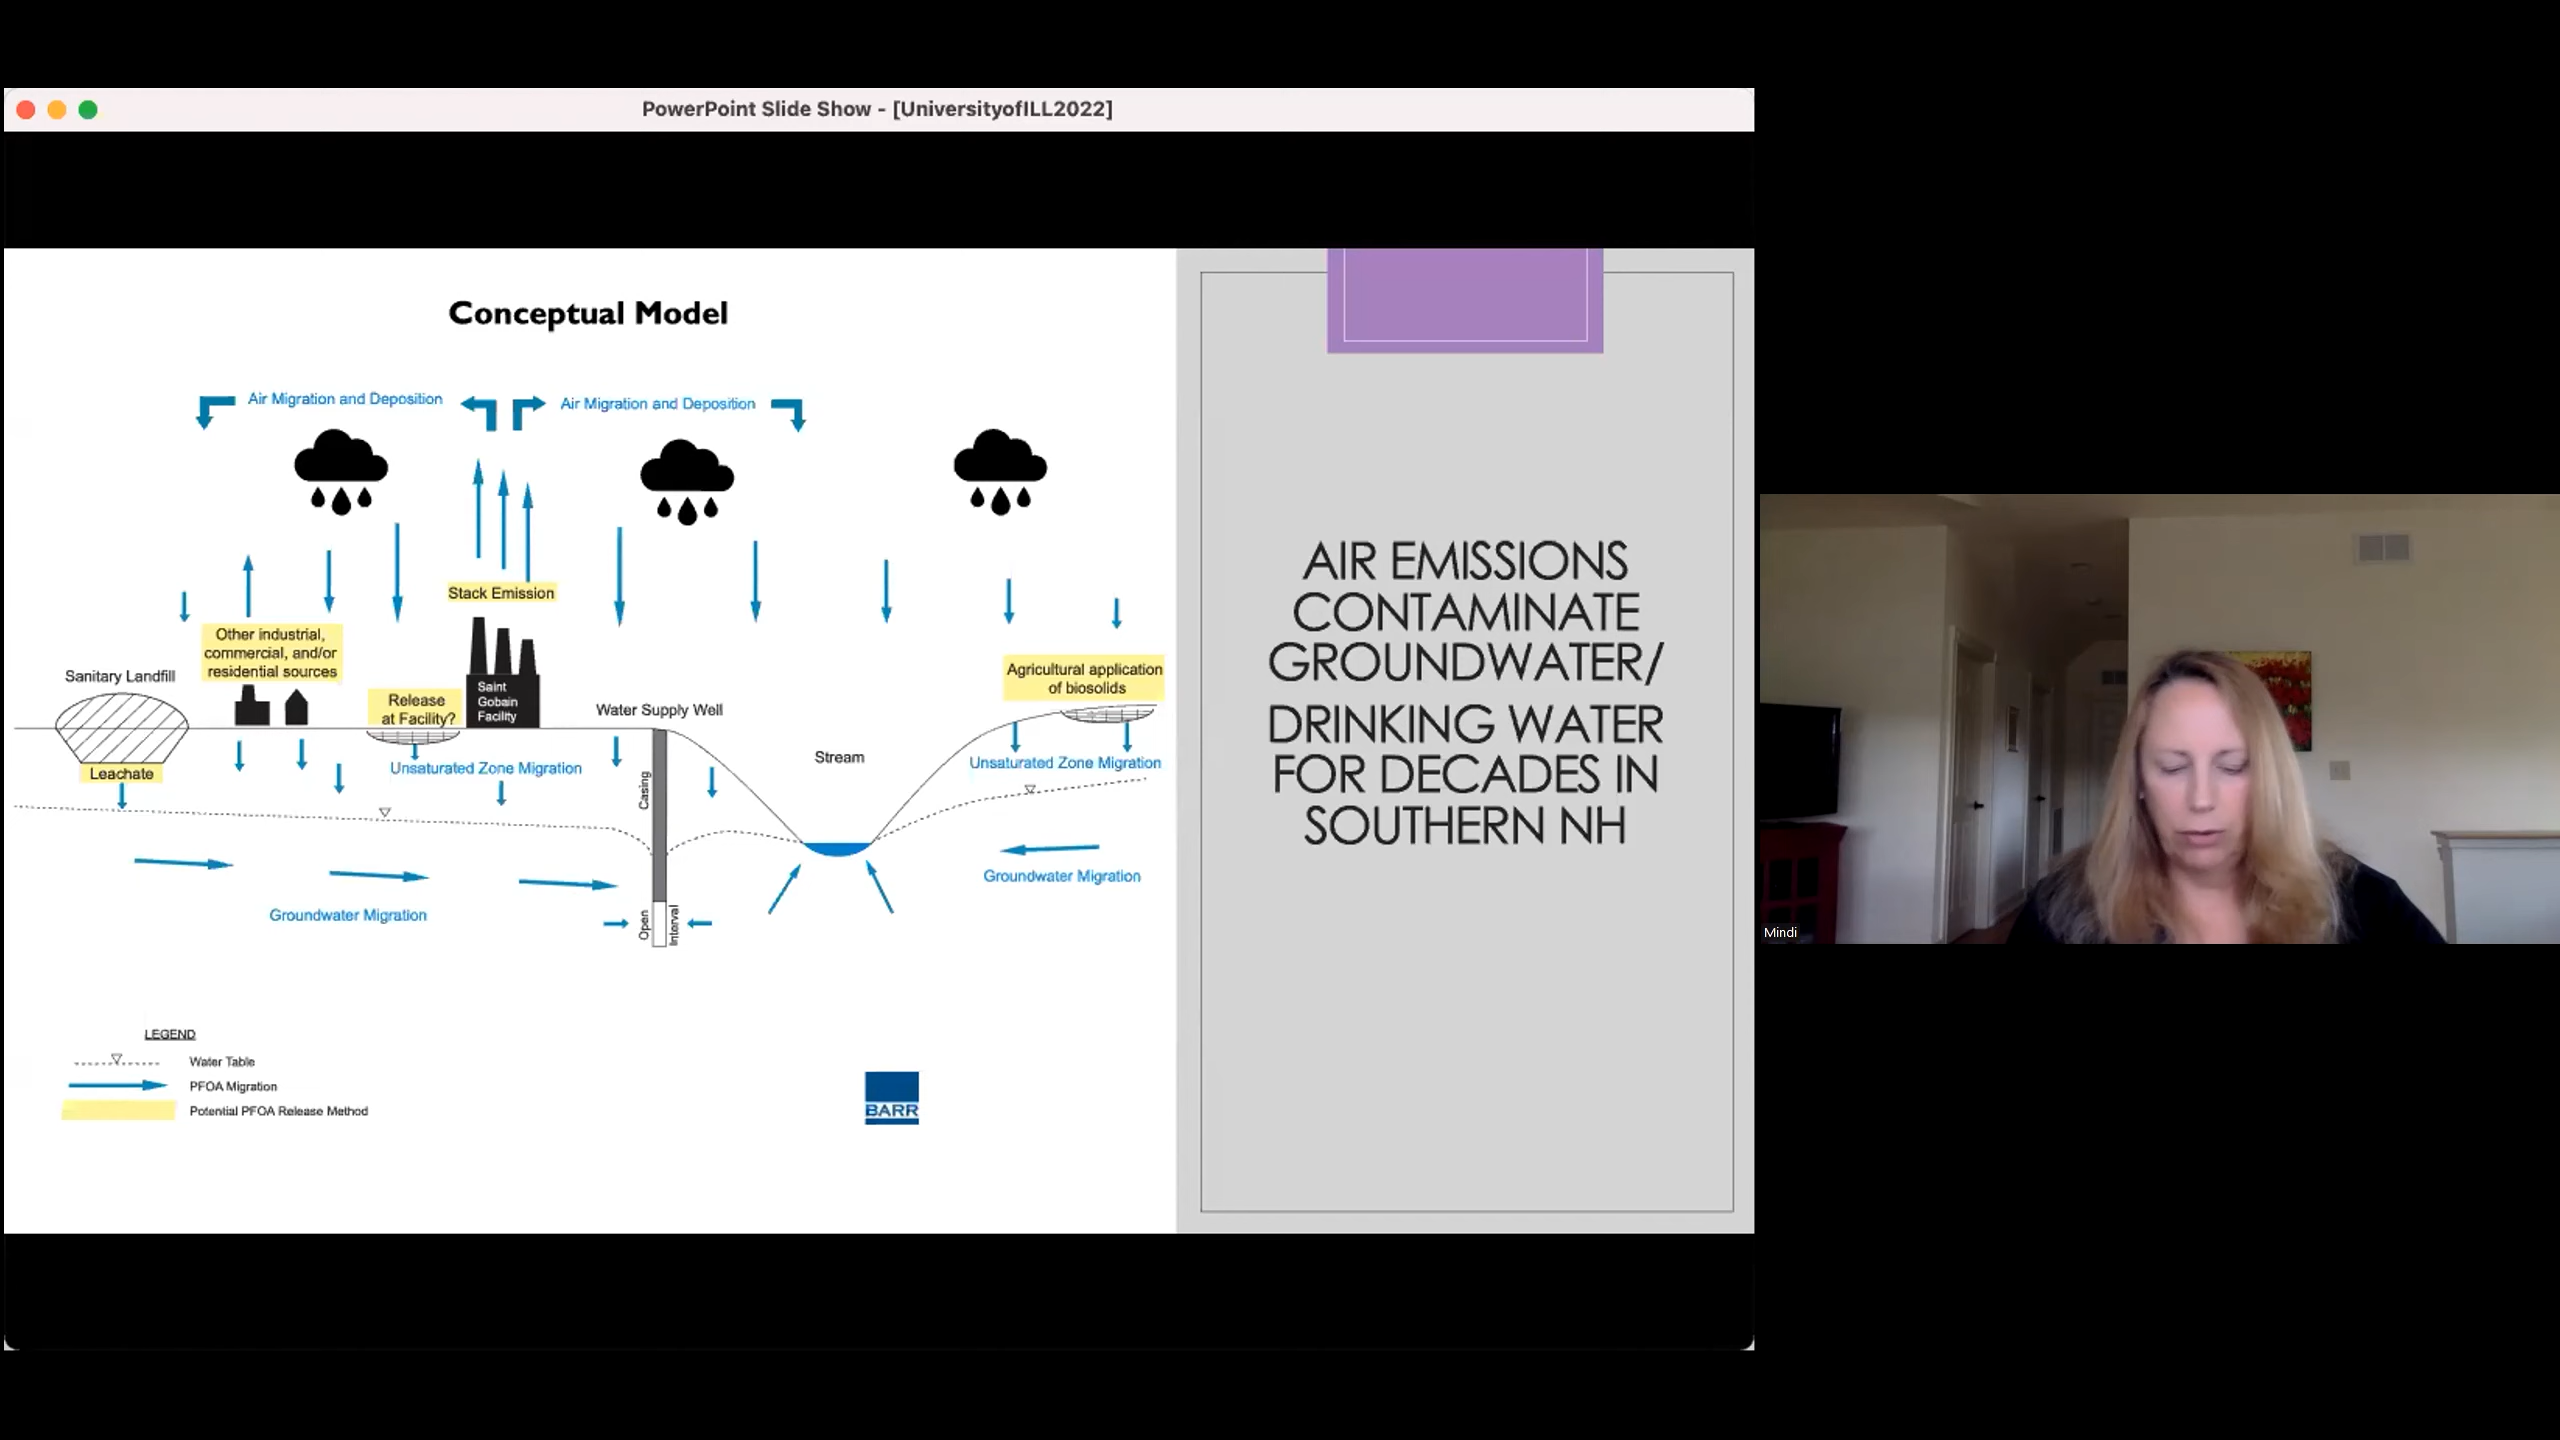 PowerPoint Slide Show - [UniversityofILL2022]
Conceptual Model
Air Migration and Deposition
Air Migration and Deposition
Stack Emission
Other industrial,
commercial, and/or
residential sources
Sanitary Landfill
Release
at Facility?
Saint
Gobain
Facility
Water Supply Well
Agricultural application
of biosolids
Leachate
Unsaturated Zone Migration
Casing
Stream
Unsaturated Zone Migration
Groundwater Migration
Open
Interval
Groundwater Migration
LEGEND
Water Table
PFOA Migration
Potential PFOA Release Method
BARR
AIR EMISSIONS
CONTAMINATE
GROUNDWATER/
DRINKING WATER
FOR DECADES IN
SOUTHERN NH
Mindi